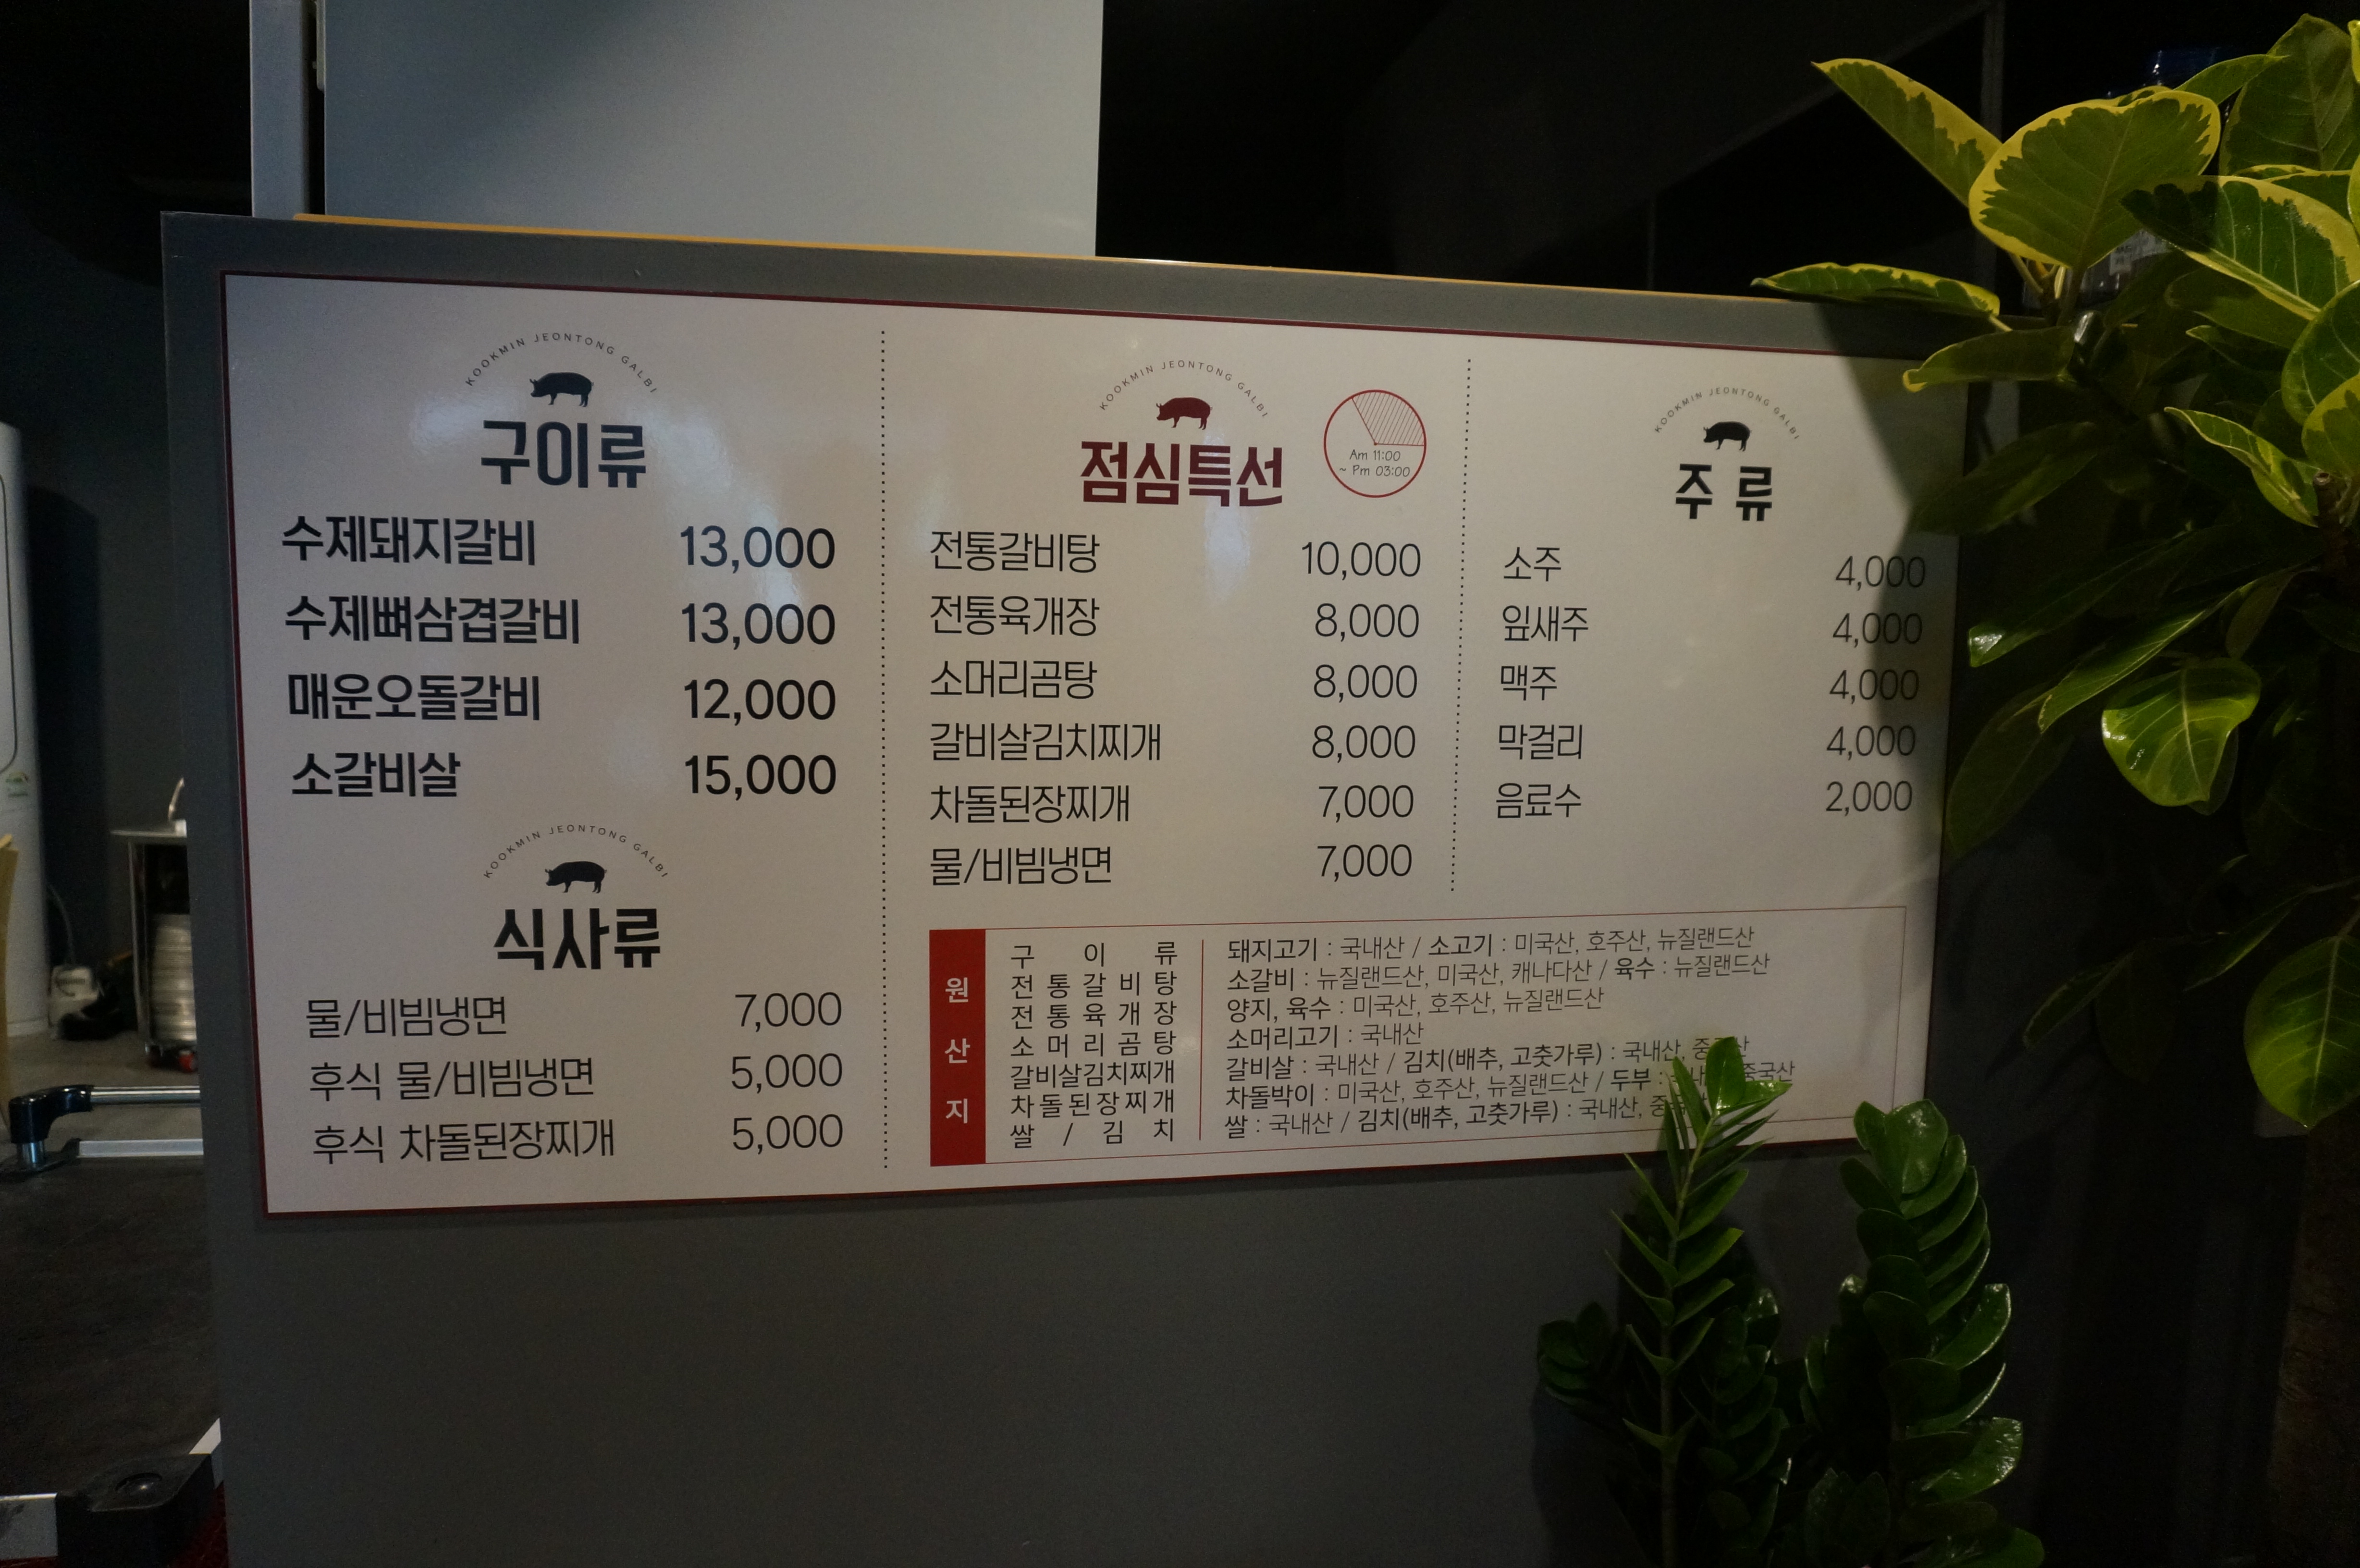 KOOKMIN JEONTONG GALBI
구이류
수제돼지갈비 13,000
수제뼈삼겹갈비 13,000
매운오돌갈비 12,000
소갈비살 15,000
KOOKMIN JEONTONG GALBI
식사류
물/비빔냉면 7,000
후식 물/비빔냉면 5,000
후식 차돌된장찌개 5,000
KOOKMIN JEONTONG GALBI
점심특선
Am 11:00
~ Pm 03:00
전통갈비탕 10,000
전통육개장 8,000
소머리곰탕 8,000
갈비살김치찌개 8,000
차돌된장찌개 7,000
물/비빔냉면 7,000
KOOKMIN JEONTONG GALBI
주 류
소주 4,000
잎새주 4,000
맥주 4,000
막걸리 4,000
음료수 2,000
원산지
구이류 돼지고기 : 국내산 / 소고기 : 미국산, 호주산, 뉴질랜드산
전통갈비탕 소갈비 : 뉴질랜드산, 미국산, 캐나다산 / 육수 : 뉴질랜드산
전통육개장 양지, 육수 : 미국산, 호주산, 뉴질랜드산
소머리곰탕 소머리고기 : 국내산
갈비살김치찌개 갈비살 : 국내산 / 김치(배추, 고춧가루) : 국내산,
차돌된장찌개 차돌박이 : 미국산, 호주산, 뉴질랜드산 / 두부 : 중국산
쌀 / 김치 쌀 : 국내산 / 김치(배추, 고춧가루) : 국내산,